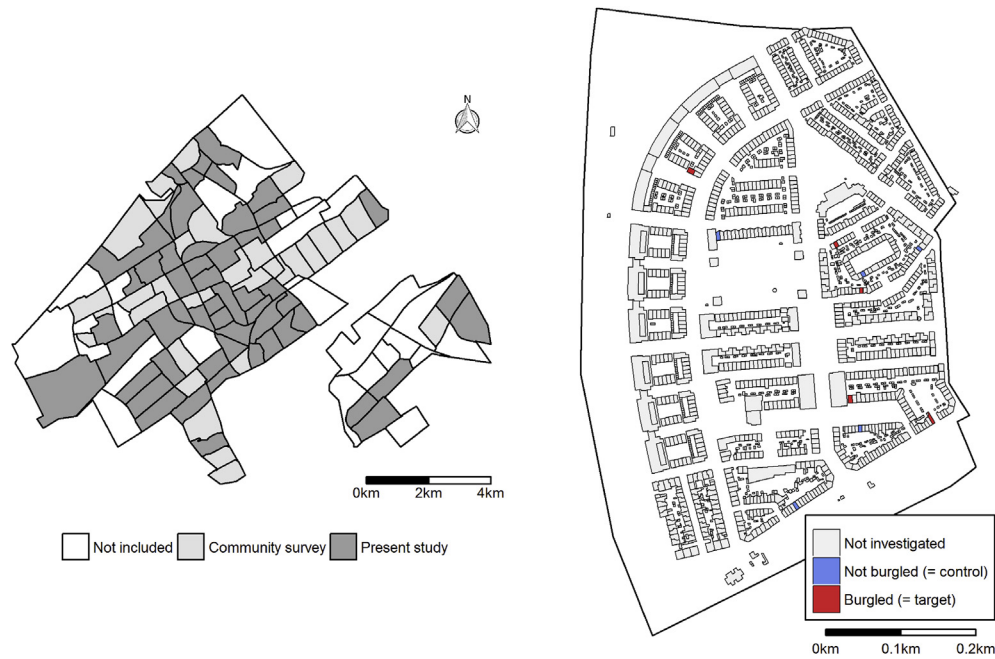 N
0km 2km 4km
Not included Community survey Present study
Not investigated
Not burgled (= control)
Burgled (= target)
0km 0.1km 0.2km